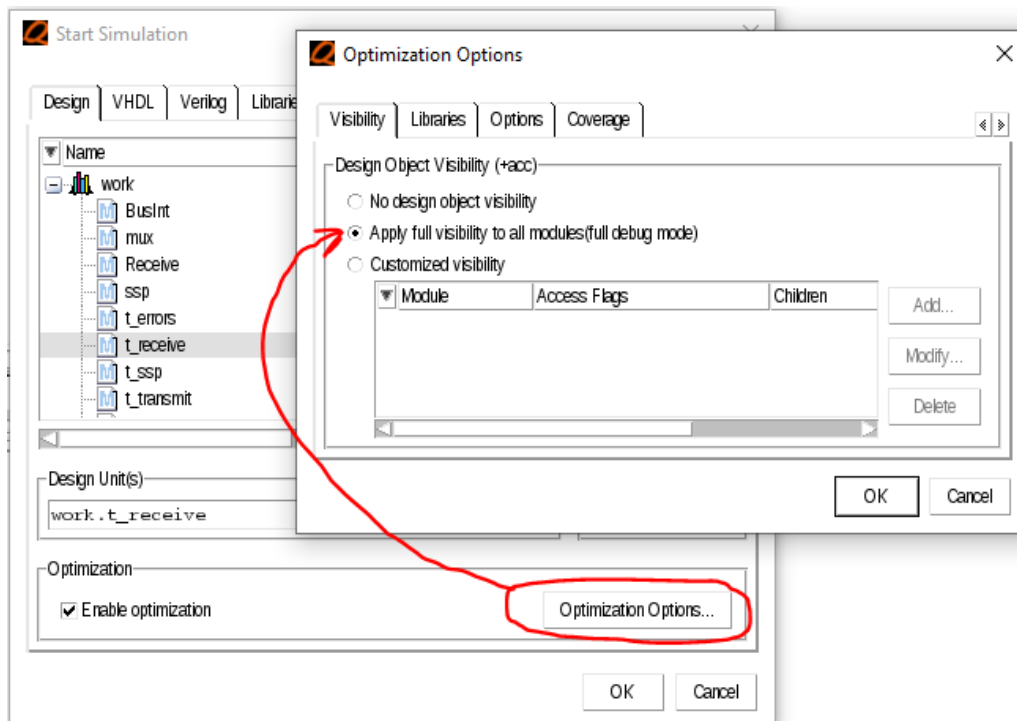 Start Simulation
Design VHDL Verilog Librarie
Name
work
BusInt
mux
Receive
ssp
t_errors
t_receive
t_ssp
t_transmit
Design Unit(s)
work.t_receive
Optimization
Enable optimization
Optimization Options...
OK Cancel
Optimization Options
Visibility Libraries Options Coverage
Design Object Visibility (+acc)
No design object visibility
Apply full visibility to all modules(full debug mode)
Customized visibility
Module Access Flags Children
Add...
Modify...
Delete
OK Cancel